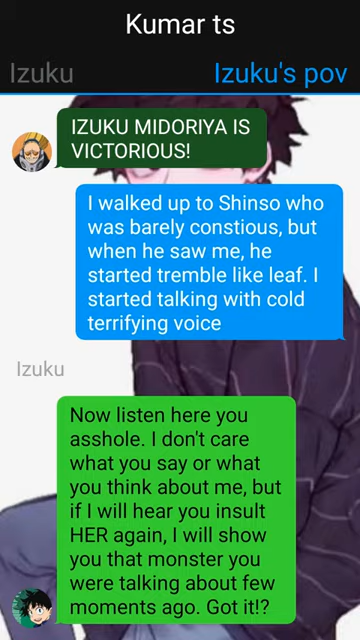 Kumar ts
Izuku
Izuku's pov
IZUKU MIDORIYA IS
VICTORIOUS!
I walked up to Shinso who
was barely constious, but
when he saw me, he
started tremble like leaf. I
started talking with cold
terrifying voice
Izuku
Now listen here you
asshole. I don't care
what you say or what
you think about me, but
if I will hear you insult
HER again, I will show
you that monster you
were talking about few
moments ago. Got it!?